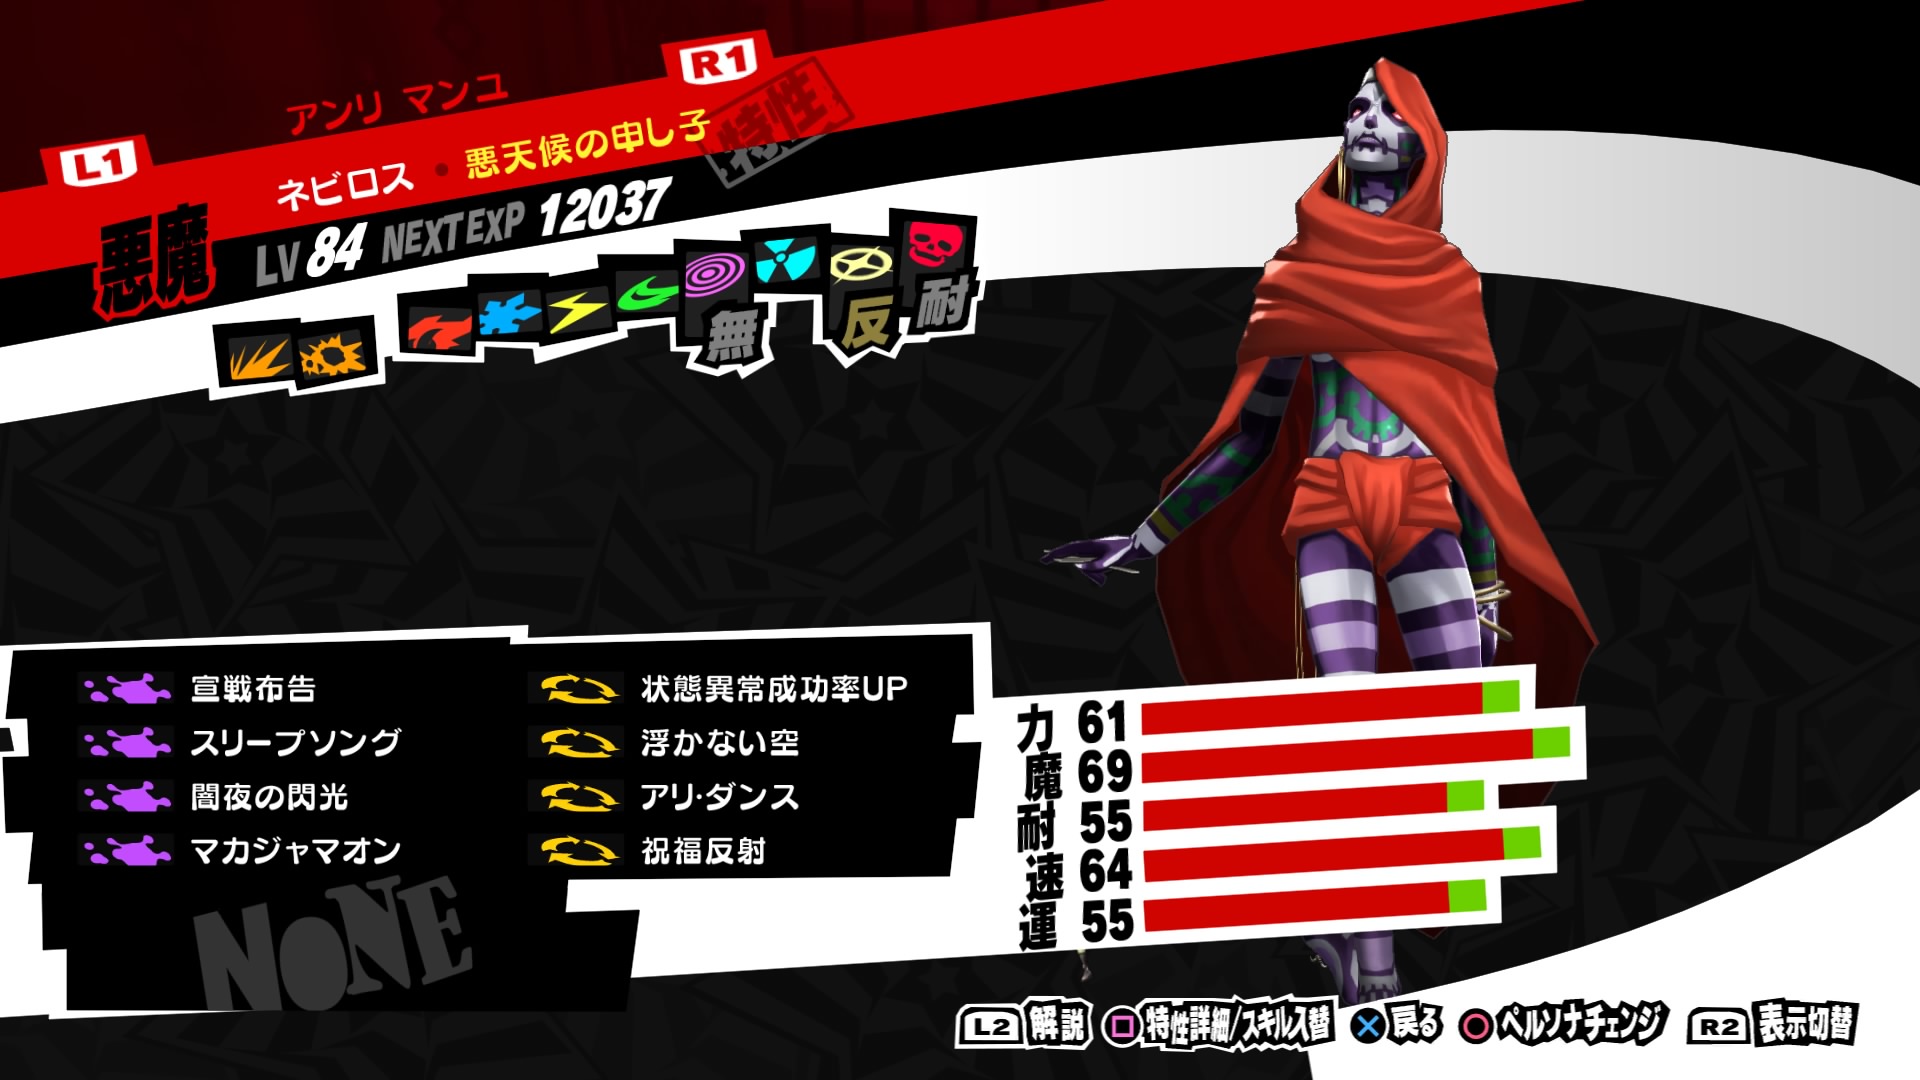 アンリ マンユ
R1
L1
ネビロス・悪天候の申し子
特性
悪魔
LV 84 NEXT EXP 12037
無
反
耐
宣戦布告
スリープソング
闇夜の閃光
マカジャマオン
状態異常成功率UP
浮かない空
アリ・ダンス
祝福反射
NONE
力 61
魔 69
耐 55
速 64
運 55
L2 解説 □ 特性詳細/スキルス替 × 戻る ○ ペルソナチェンジ R2 表示切替